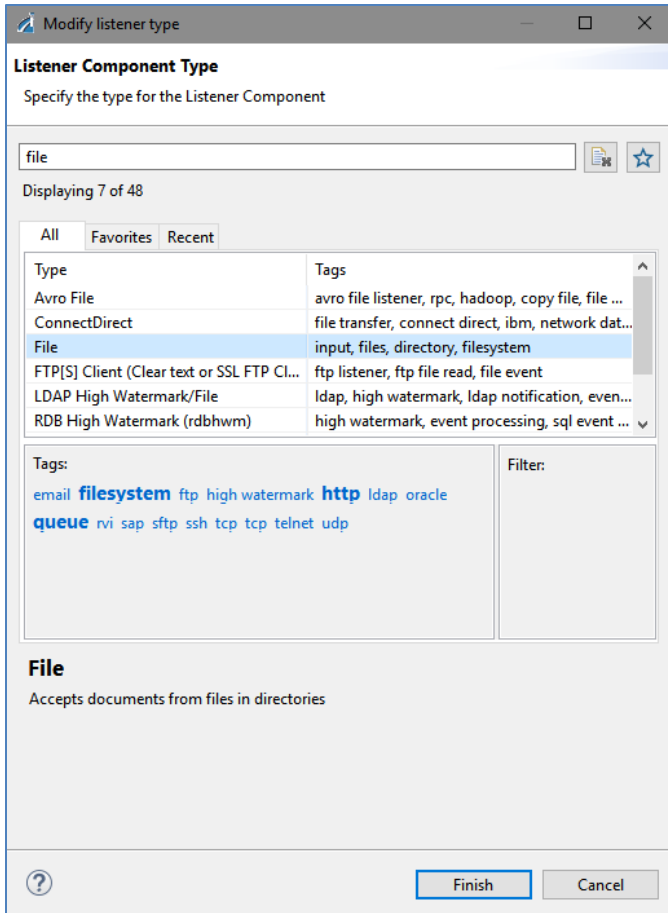 Modify listener type
Listener Component Type
Specify the type for the Listener Component
file
Displaying 7 of 48
All Favorites Recent
Type Tags
Avro File avro file listener, rpc, hadoop, copy file, file ...
ConnectDirect file transfer, connect direct, ibm, network dat...
File input, files, directory, filesystem
FTP[S] Client (Clear text or SSL FTP Cl... ftp listener, ftp file read, file event
LDAP High Watermark/File ldap, high watermark, ldap notification, even...
RDB High Watermark (rdbhwm) high watermark, event processing, sql event ...
Tags: Filter:
email filesystem ftp high watermark http ldap oracle
queue rvi sap sftp ssh tcp tcp telnet udp
File
Accepts documents from files in directories
? Finish Cancel